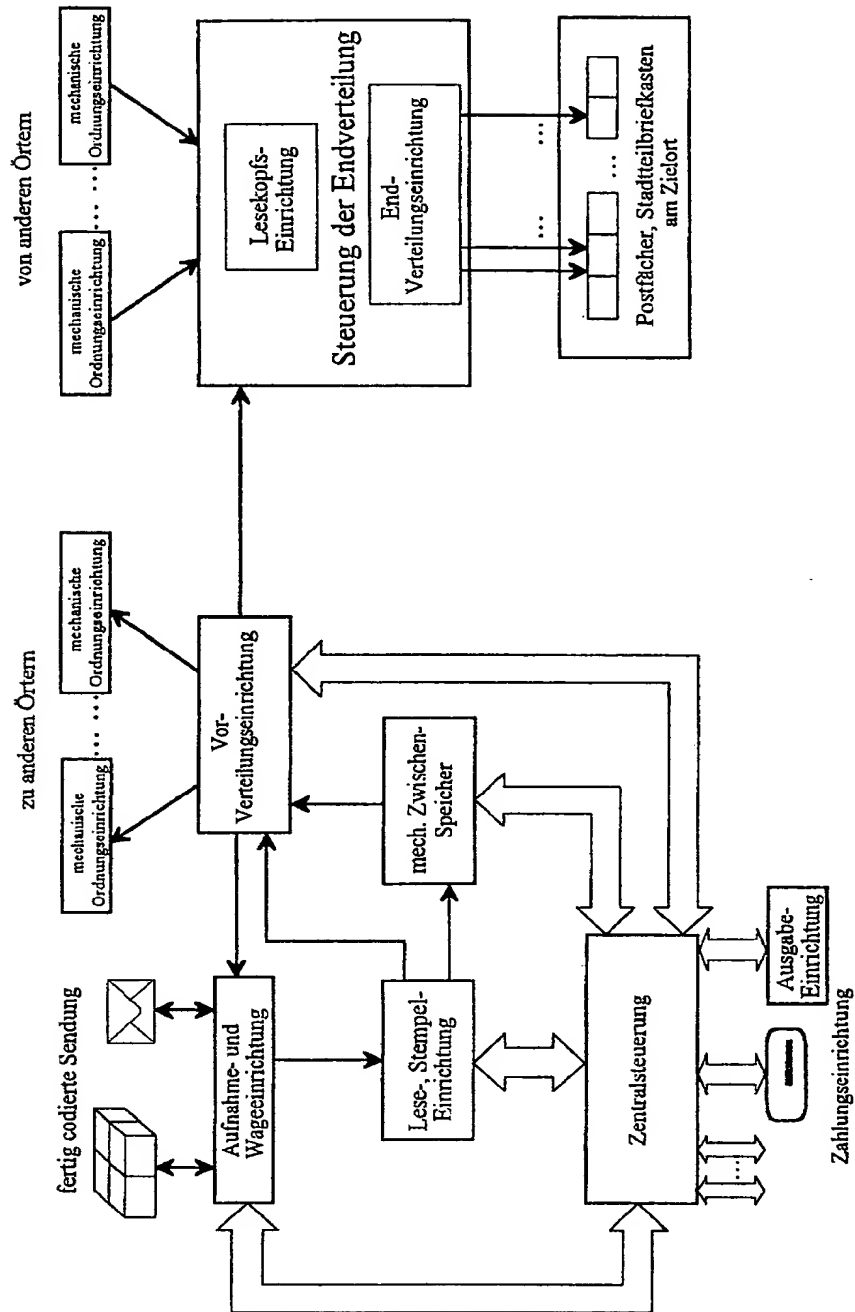 fertig codierte Sendung
zu anderen Örtern
von anderen Örtern
mechanische
Ordnungseinrichtung
... ...
mechanische
Ordnungseinrichtung
mechanische
Ordnungseinrichtung
... ...
mechanische
Ordnungseinrichtung
Aufnahme- und
Wageeinrichtung
Vor-
Verteilungseinrichtung
Lesekopfs-
Einrichtung
Steuerung der Endverteilung
End-
Verteilungseinrichtung
Lese-, Stempel-
Einrichtung
mech. Zwischen-
Speicher
...
...
...
Postfächer, Stadtteilbriefkasten
am Zielort
Zentralsteuerung
...
Ausgabe-
Einrichtung
Zahlungseinrichtung